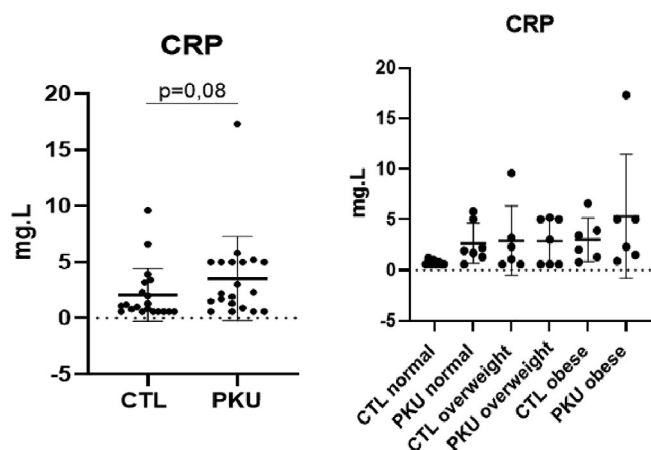 CRP
p=0,08
mg.L
20
15
10
5
0
-5
CTL
PKU
CRP
mg.L
20
15
10
5
0
-5
CTL normal
PKU normal
CTL overweight
PKU overweight
CTL obese
PKU obese